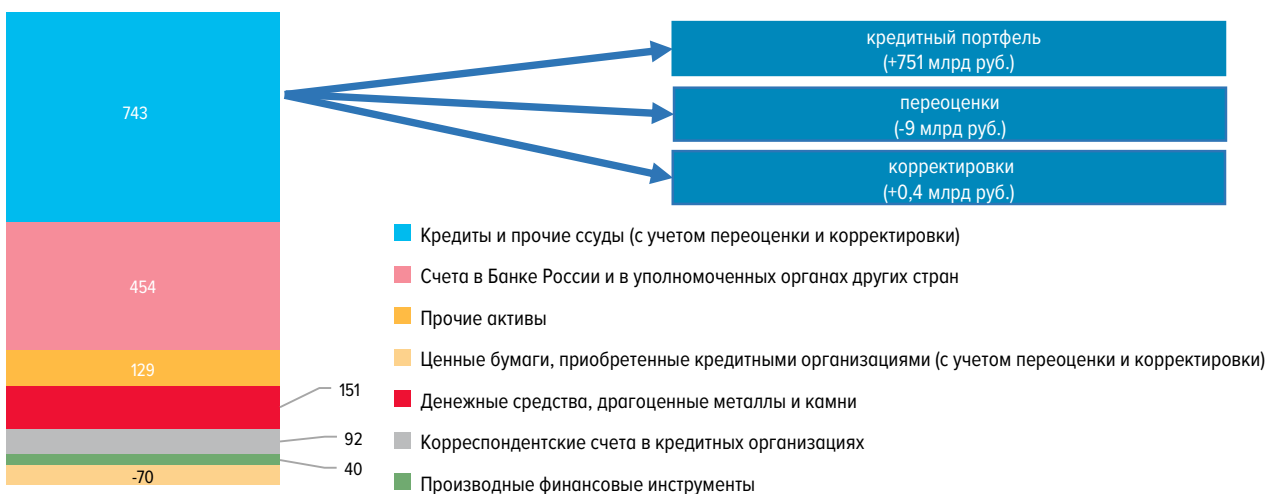 кредитный портфель
(+751 млрд руб.)
переоценки
(-9 млрд руб.)
корректировки
(+0,4 млрд руб.)
743
454
129
151
92
40
-70
Кредиты и прочие ссуды (с учетом переоценки и корректировки)
Счета в Банке России и в уполномоченных органах других стран
Прочие активы
Ценные бумаги, приобретенные кредитными организациями (с учетом переоценки и корректировки)
Денежные средства, драгоценные металлы и камни
Корреспондентские счета в кредитных организациях
Производные финансовые инструменты